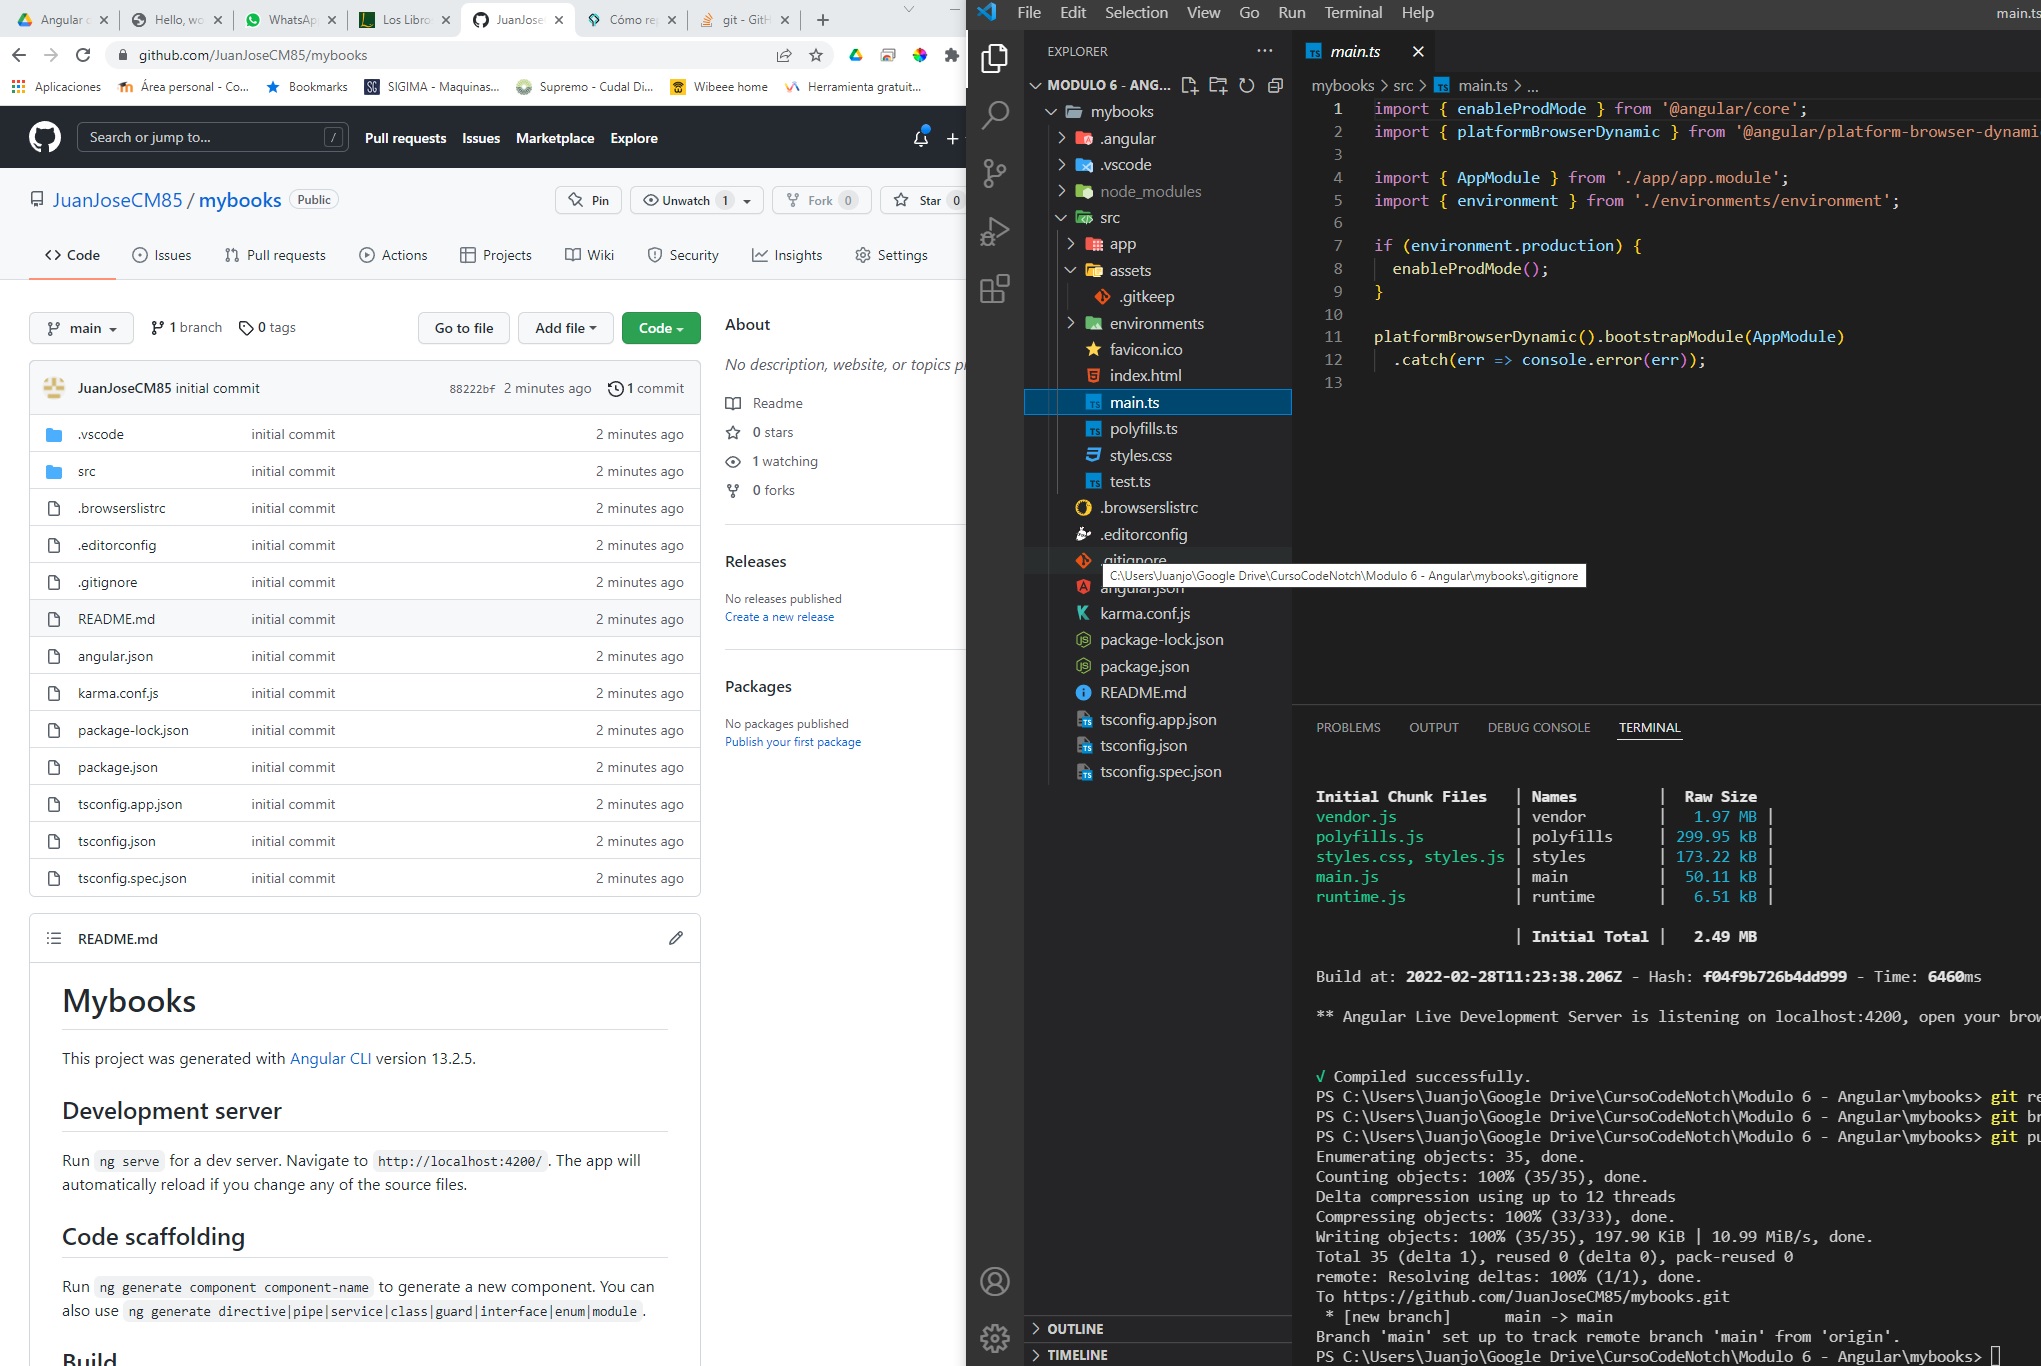 Angular c
Hello, wo
WhatsAp
Los Libro
JuanJose
Cómo re
git - GitH
github.com/JuanJoseCM85/mybooks
Aplicaciones
Área personal - Co...
Bookmarks
SG SIGIMA - Maquinas...
Supremo - Cudal Di...
Wibeee home
Herramienta gratuit...
Search or jump to...
/
Pull requests
Issues
Marketplace
Explore
JuanJoseCM85 / mybooks
Public
Pin
Unwatch 1
Fork 0
Star 0
Code
Issues
Pull requests
Actions
Projects
Wiki
Security
Insights
Settings
main
1 branch
0 tags
Go to file
Add file
Code
JuanJoseCM85 initial commit
88222bf 2 minutes ago
1 commit
.vscode initial commit 2 minutes ago
src initial commit 2 minutes ago
.browserslistrc initial commit 2 minutes ago
.editorconfig initial commit 2 minutes ago
.gitignore initial commit 2 minutes ago
README.md initial commit 2 minutes ago
angular.json initial commit 2 minutes ago
karma.conf.js initial commit 2 minutes ago
package-lock.json initial commit 2 minutes ago
package.json initial commit 2 minutes ago
tsconfig.app.json initial commit 2 minutes ago
tsconfig.json initial commit 2 minutes ago
tsconfig.spec.json initial commit 2 minutes ago
README.md
Mybooks
This project was generated with Angular CLI version 13.2.5.
Development server
Run ng serve for a dev server. Navigate to http://localhost:4200/ . The app will
automatically reload if you change any of the source files.
Code scaffolding
Run ng generate component component-name to generate a new component. You can
also use ng generate directive|pipe|service|class|guard|interface|enum|module .
Build
About
No description, website, or topics p
Readme
0 stars
1 watching
0 forks
Releases
No releases published
Create a new release
Packages
No packages published
Publish your first package
File Edit Selection View Go Run Terminal Help
main.ts
EXPLORER
MODULO 6 - ANG...
mybooks
.angular
.vscode
node_modules
src
app
assets
.gitkeep
environments
favicon.ico
index.html
main.ts
polyfills.ts
styles.css
test.ts
.browserslistrc
.editorconfig
.gitignore
C:\Users\Juanjo\Google Drive\CursoCodeNotch\Modulo 6 - Angular\mybooks\.gitignore
angular.json
karma.conf.js
package-lock.json
package.json
README.md
tsconfig.app.json
tsconfig.json
tsconfig.spec.json
OUTLINE
TIMELINE
main.ts
mybooks > src > main.ts > ...
1 import { enableProdMode } from '@angular/core';
2 import { platformBrowserDynamic } from '@angular/platform-browser-dynami
3
4 import { AppModule } from './app/app.module';
5 import { environment } from './environments/environment';
6
7 if (environment.production) {
8 enableProdMode();
9 }
10
11 platformBrowserDynamic().bootstrapModule(AppModule)
12 .catch(err => console.error(err));
13
PROBLEMS OUTPUT DEBUG CONSOLE TERMINAL
Initial Chunk Files | Names | Raw Size
vendor.js | vendor | 1.97 MB |
polyfills.js | polyfills | 299.95 kB |
styles.css, styles.js | styles | 173.22 kB |
main.js | main | 50.11 kB |
runtime.js | runtime | 6.51 kB |
| Initial Total | 2.49 MB
Build at: 2022-02-28T11:23:38.206Z - Hash: f04f9b726b4dd999 - Time: 6460ms
** Angular Live Development Server is listening on localhost:4200, open your brow
√ Compiled successfully.
PS C:\Users\Juanjo\Google Drive\CursoCodeNotch\Modulo 6 - Angular\mybooks> git re
PS C:\Users\Juanjo\Google Drive\CursoCodeNotch\Modulo 6 - Angular\mybooks> git br
PS C:\Users\Juanjo\Google Drive\CursoCodeNotch\Modulo 6 - Angular\mybooks> git pu
Enumerating objects: 35, done.
Counting objects: 100% (35/35), done.
Delta compression using up to 12 threads
Compressing objects: 100% (33/33), done.
Writing objects: 100% (35/35), 197.90 KiB | 10.99 MiB/s, done.
Total 35 (delta 1), reused 0 (delta 0), pack-reused 0
remote: Resolving deltas: 100% (1/1), done.
To https://github.com/JuanJoseCM85/mybooks.git
* [new branch] main -> main
Branch 'main' set up to track remote branch 'main' from 'origin'.
PS C:\Users\Juanjo\Google Drive\CursoCodeNotch\Modulo 6 - Angular\mybooks>